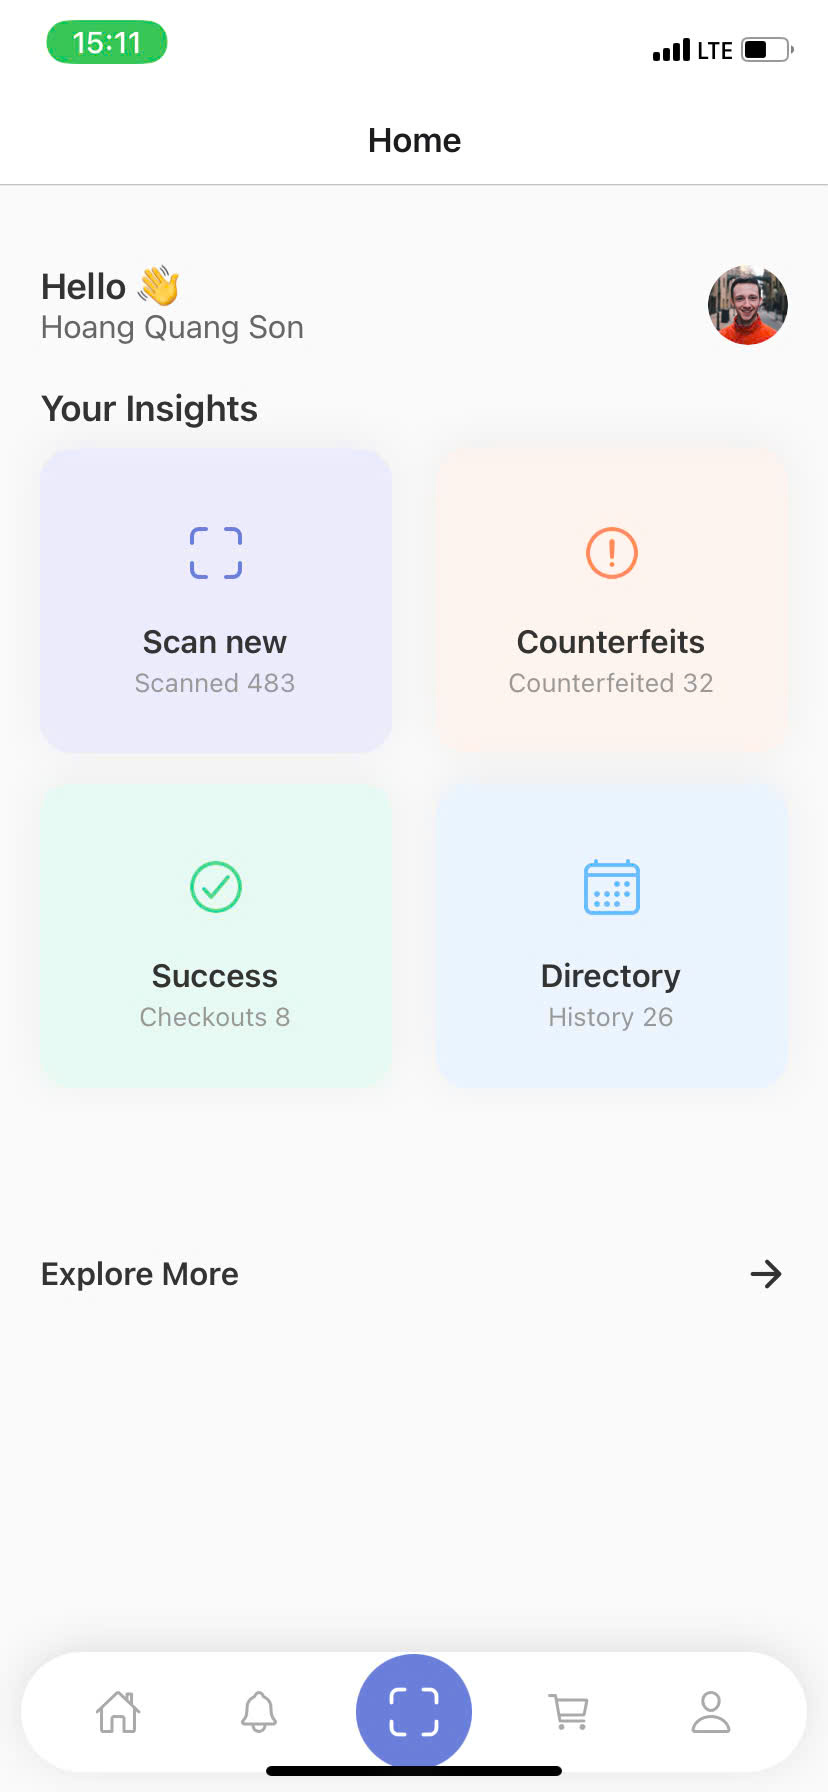 15:11
LTE
Home
Hello 👋
Hoang Quang Son
Your Insights
Scan new
Scanned 483
Counterfeits
Counterfeited 32
Success
Checkouts 8
Directory
History 26
Explore More